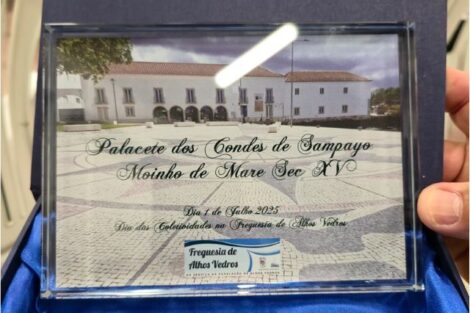 Palacete dos Condes de Sampayo
Moinho de Mare Sec XV
Dia 1 de Julho 2025
Dia das Coletividades na Freguesia de Alhos Vedros
Freguesia de
Alhos Vedros